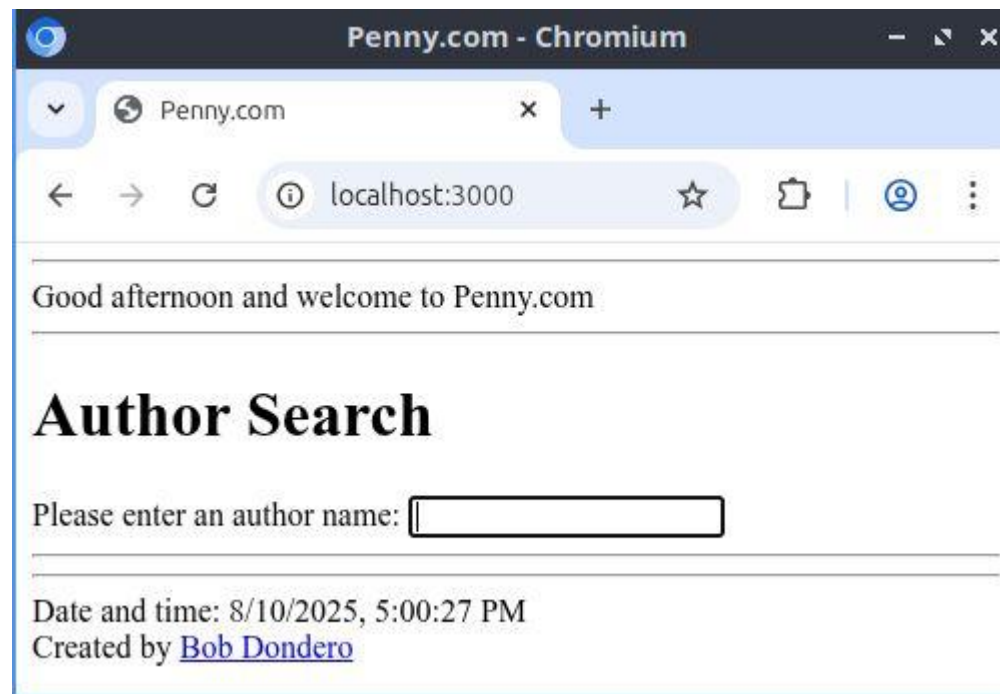 Penny.com - Chromium
Penny.com
localhost:3000
Good afternoon and welcome to Penny.com
Author Search
Please enter an author name:
Date and time: 8/10/2025, 5:00:27 PM
Created by Bob Dondero